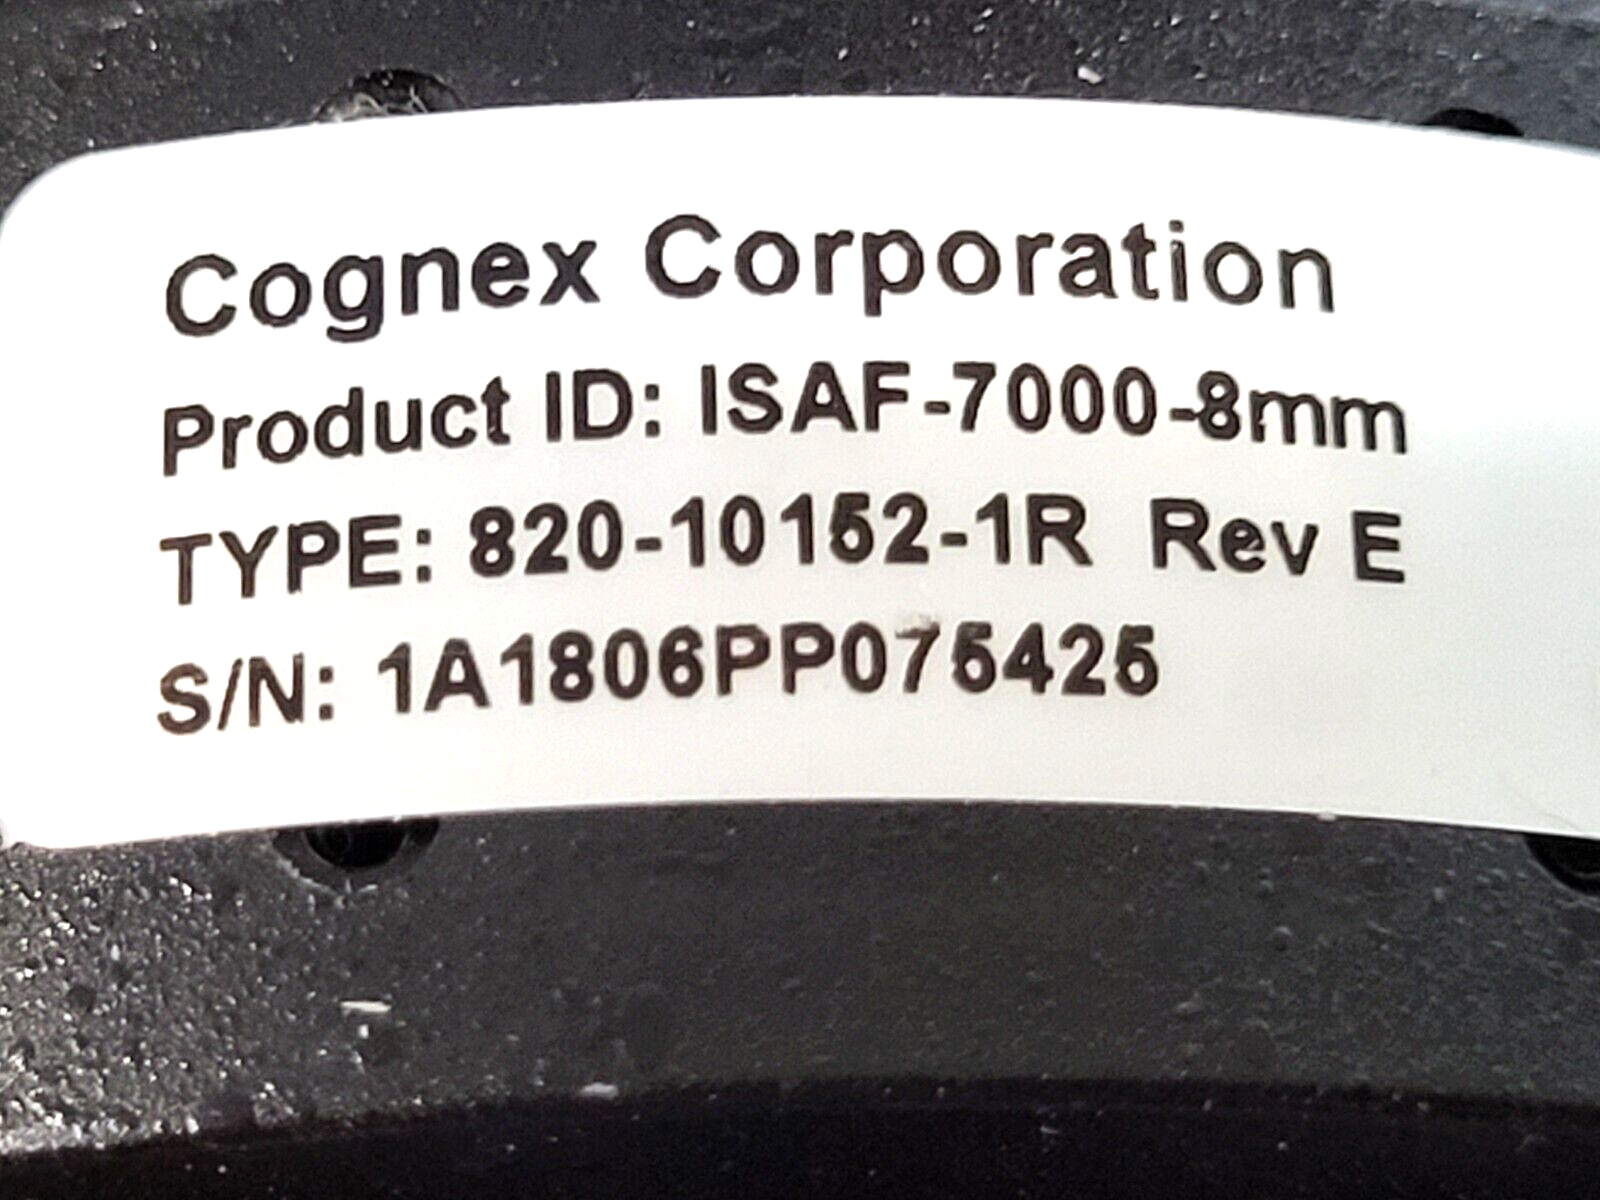 Cognex Corporation
Product ID: ISAF-7000-8mm
TYPE: 820-10152-1R Rev E
S/N: 1A1806PP075425